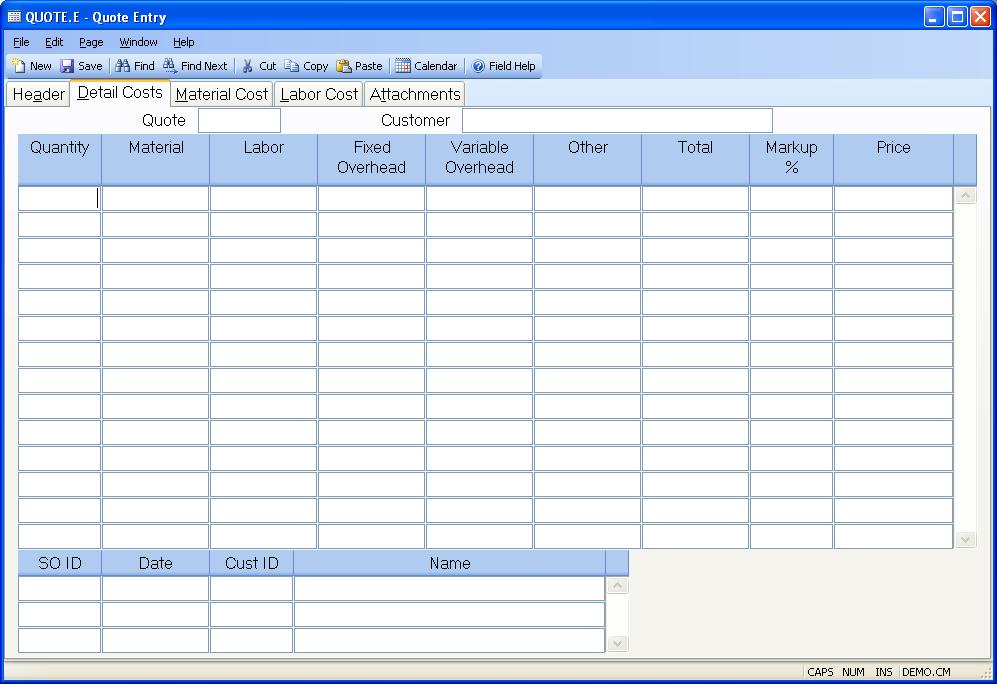 QUOTE.E - Quote Entry
File Edit Page Window Help
New Save Find Find Next Cut Copy Paste Calendar Field Help
Header Detail Costs Material Cost Labor Cost Attachments
Quote Customer
Quantity Material Labor Fixed Overhead Variable Overhead Other Total Markup % Price
SO ID Date Cust ID Name
CAPS NUM INS DEMO.CM